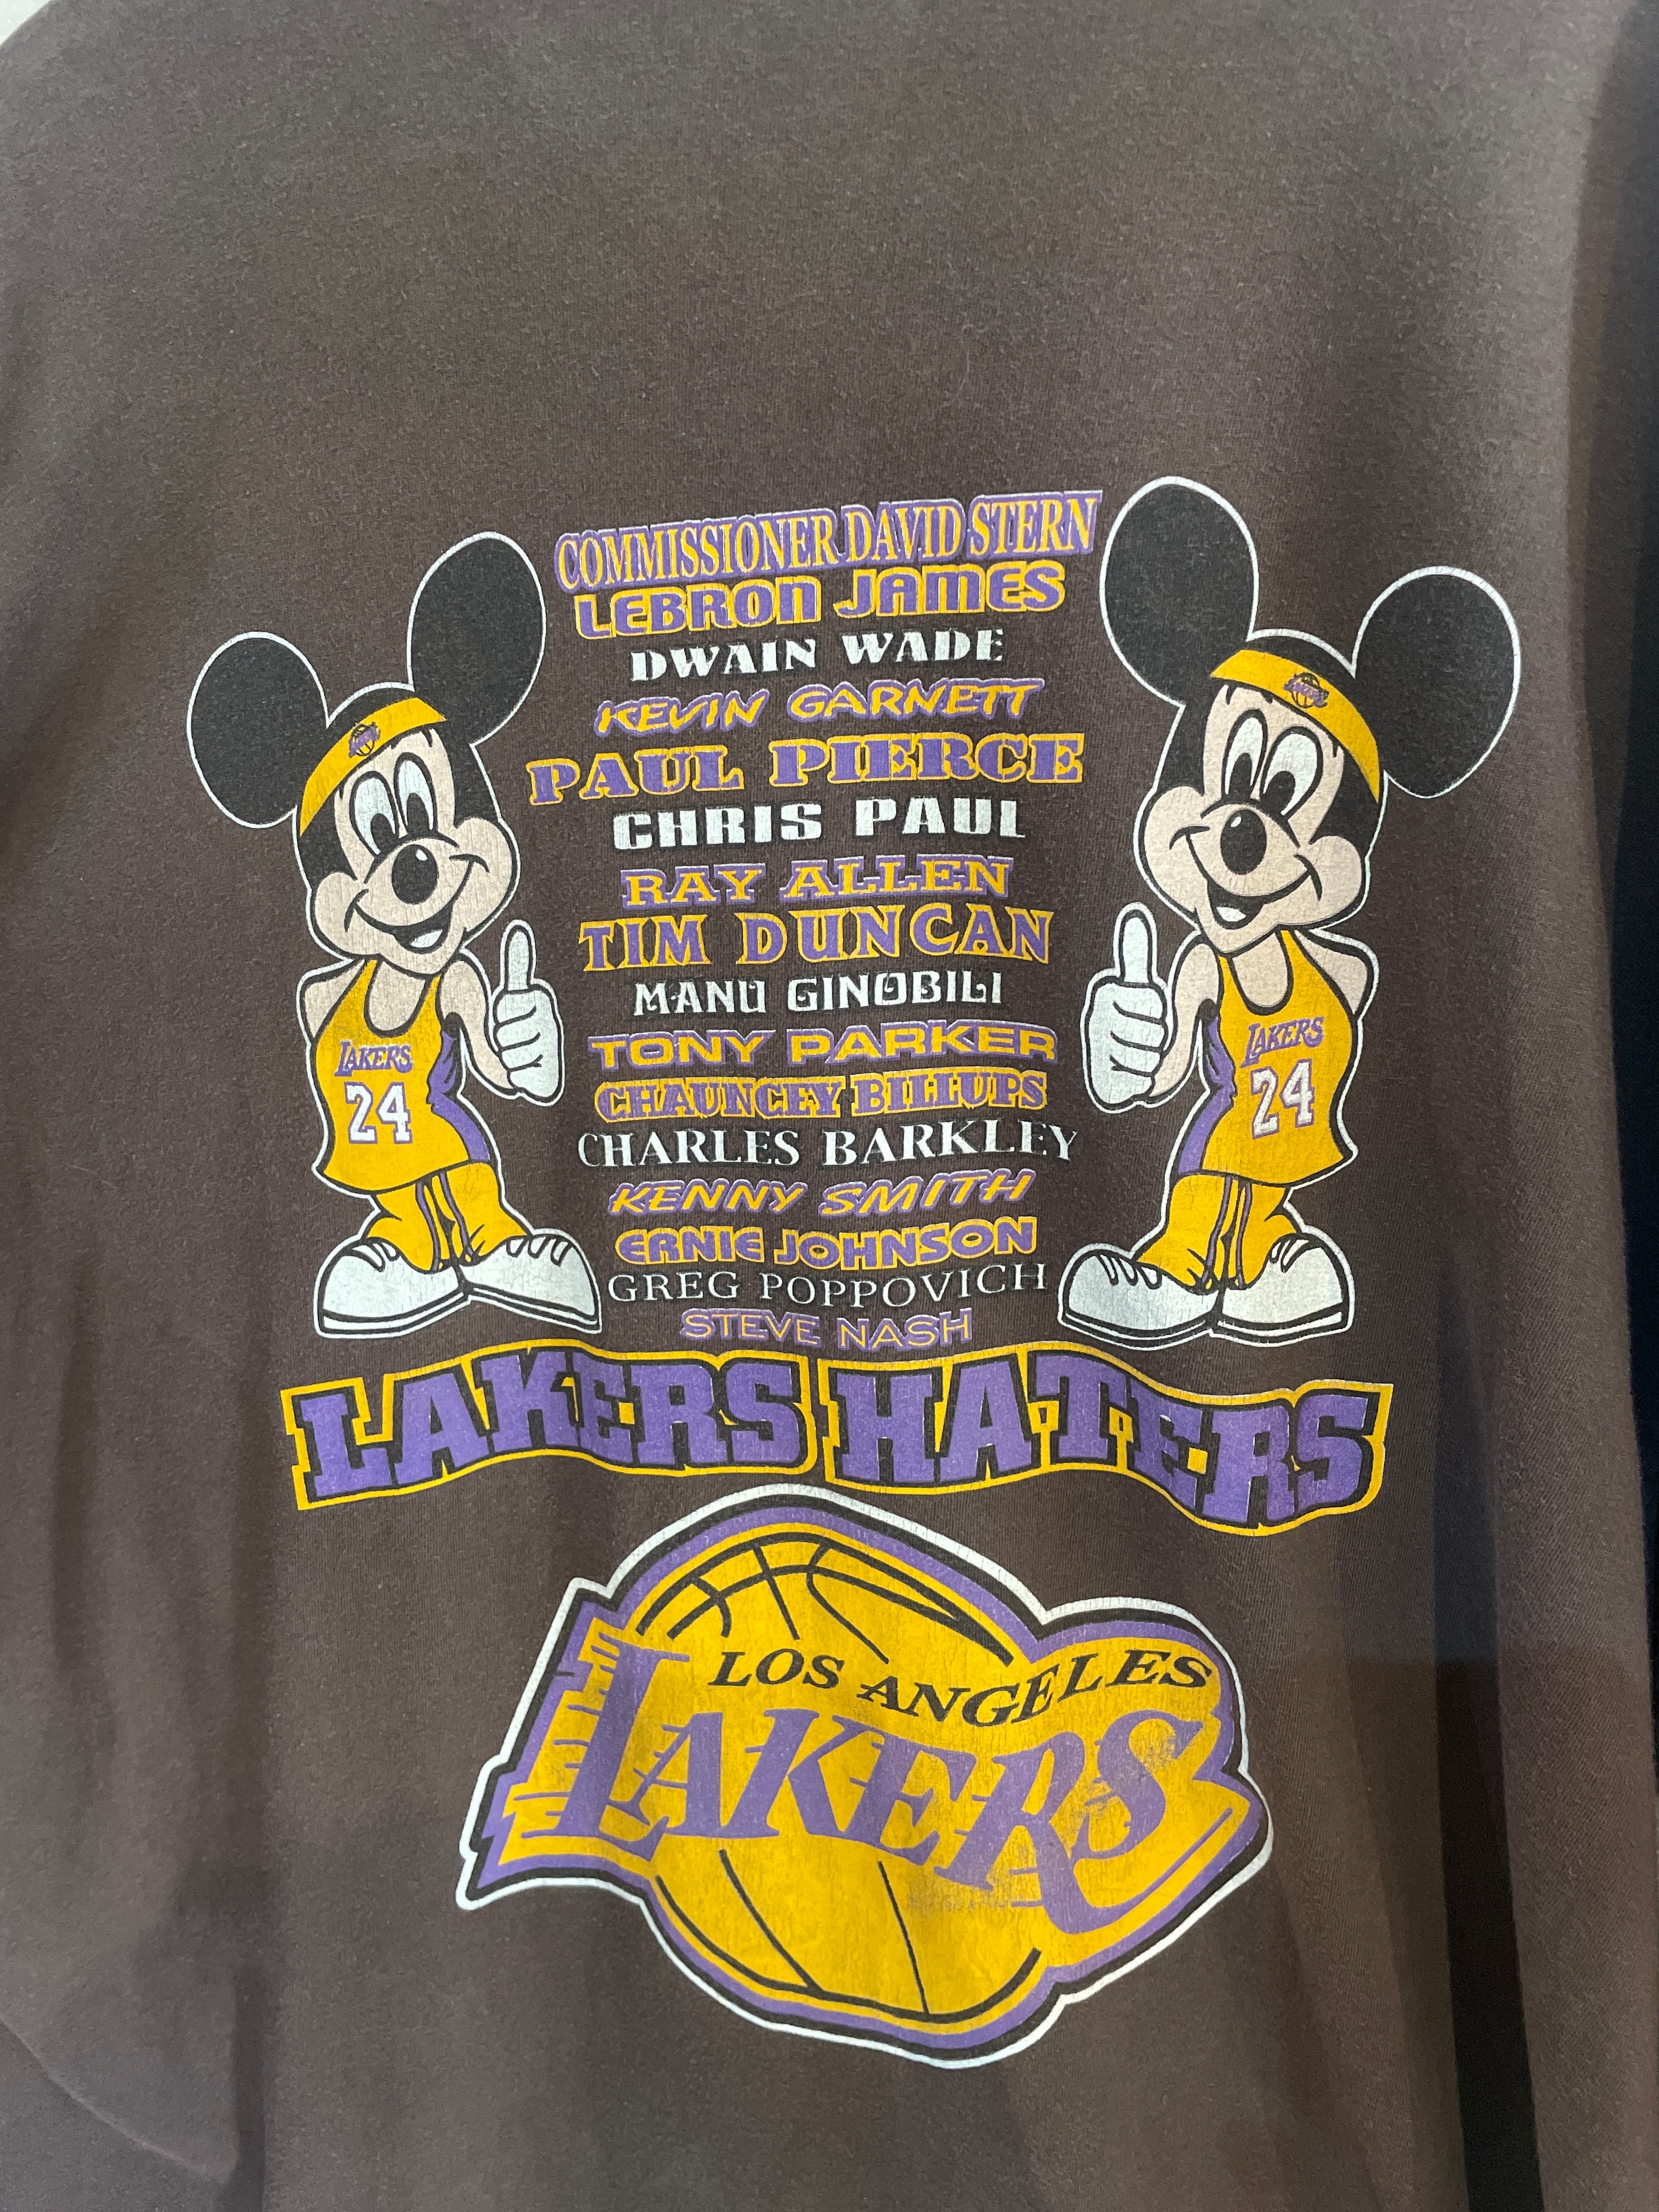 COMMISSIONER DAVID STERN
LEBRON JAMES
DWAIN WADE
KEVIN GARNETT
PAUL PIERCE
CHRIS PAUL
RAY ALLEN
TIM DUNCAN
MANU GINOBILI
TONY PARKER
CHAUNCEY BILLUPS
CHARLES BARKLEY
KENNY SMITH
ERNIE JOHNSON
GREG POPPOVICH
STEVE NASH
LAKERS
24
LAKERS
24
LAKERS HATERS
LOS ANGELES
LAKERS